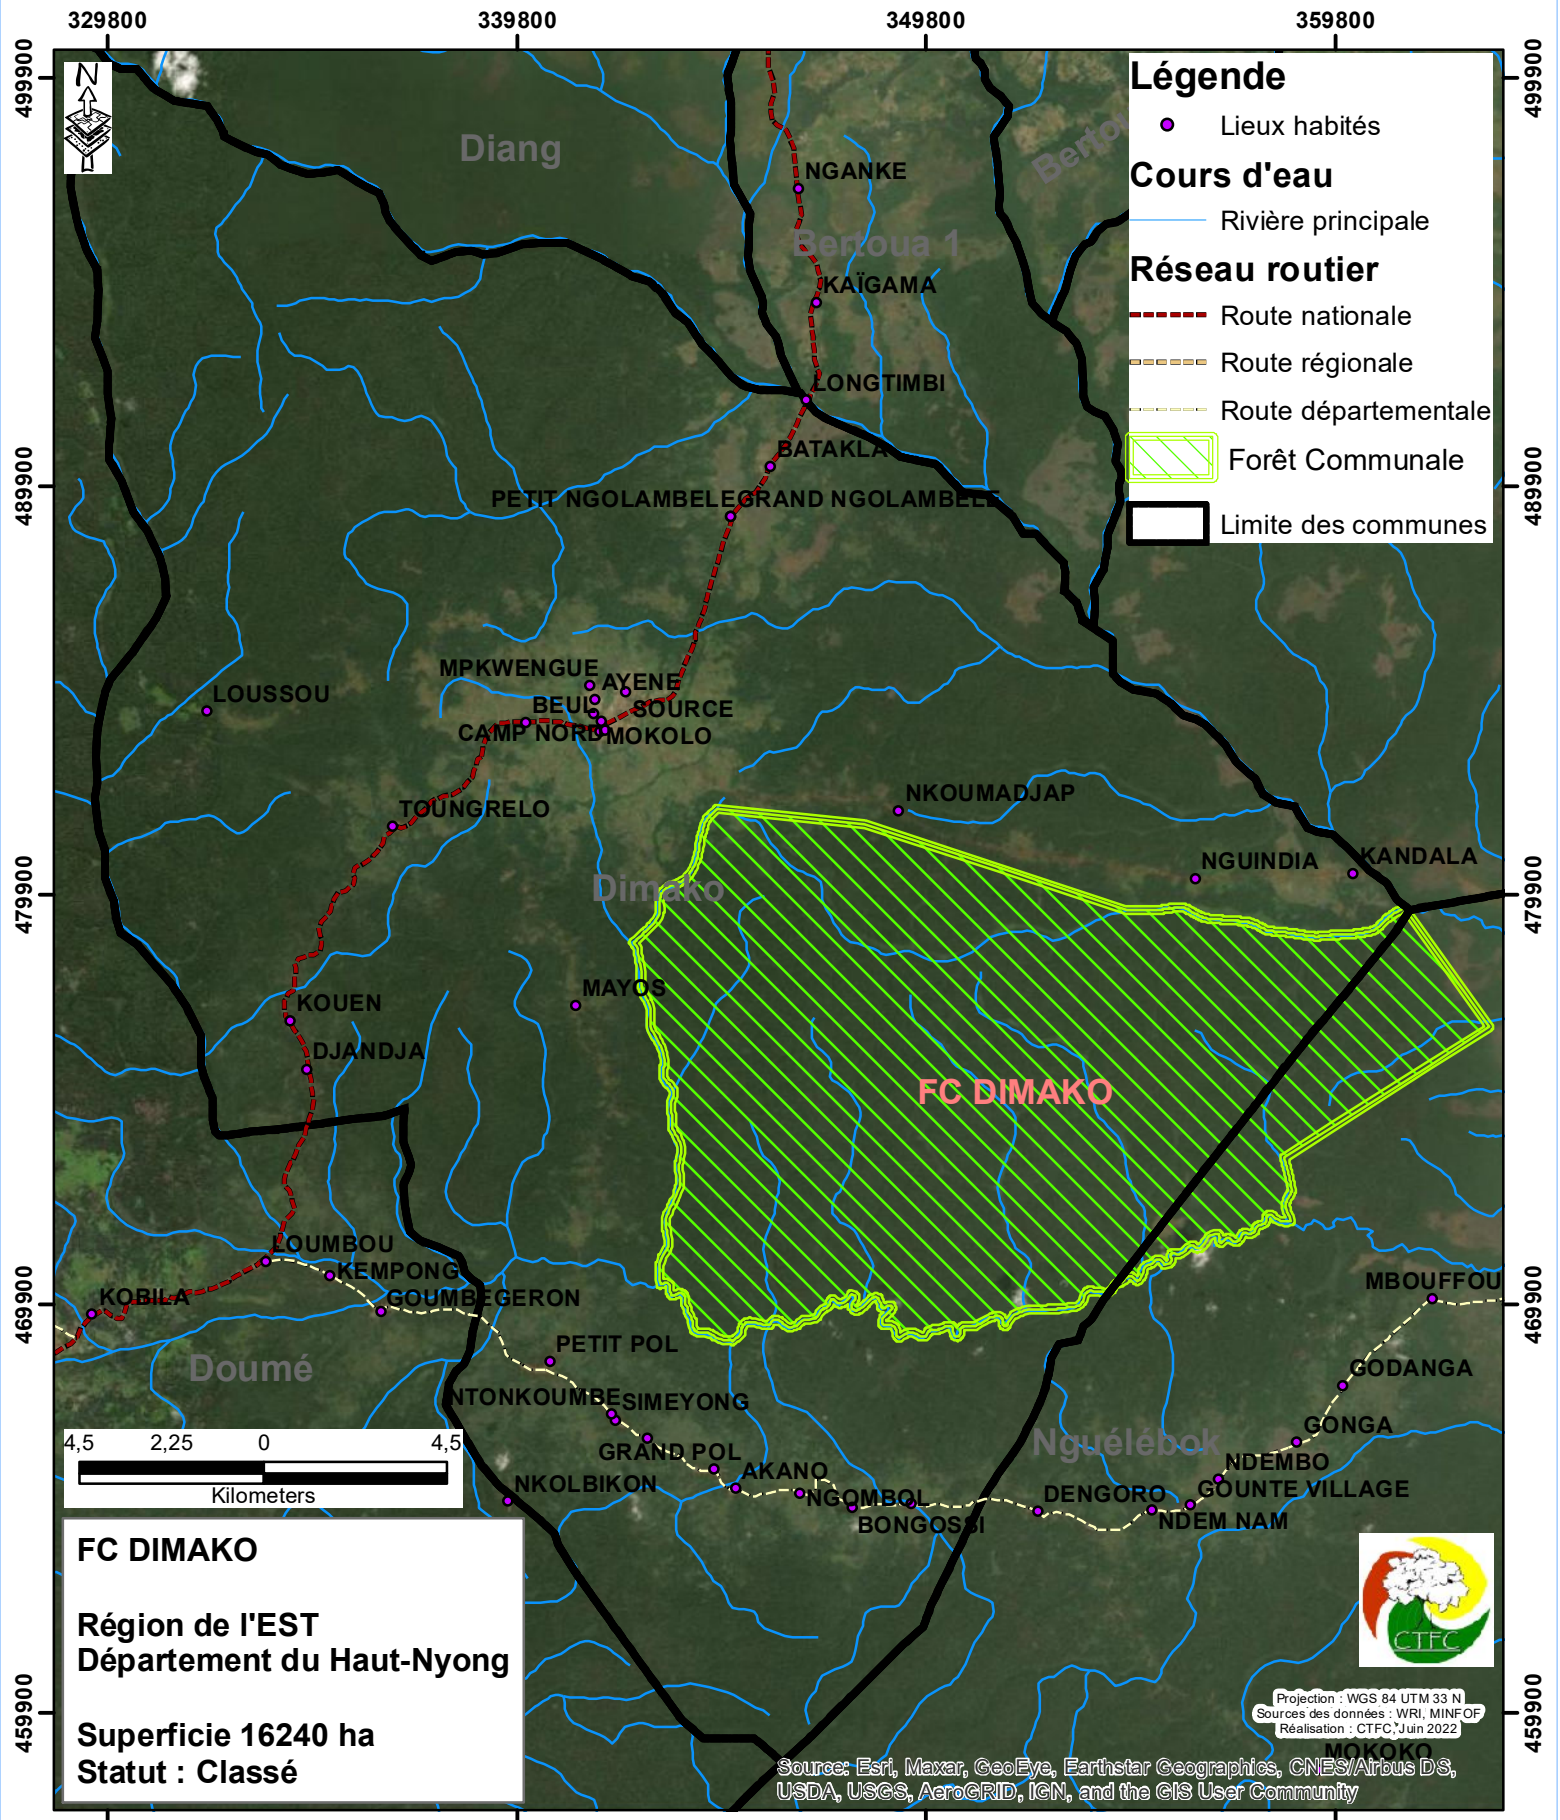 329800
339800
349800
359800
499900
489900
479900
469900
459900
499900
489900
479900
469900
459900
N
Légende
Lieux habités
Cours d'eau
Rivière principale
Réseau routier
Route nationale
Route régionale
Route départementale
Forêt Communale
Limite des communes
Diang
NGANKE
Bertoua 1
KAÏGAMA
LONGTIMBI
BATAKLA
PETIT NGOLAMBELE
GRAND NGOLAMBELE
MPKWENGUE
AYENE
LOUSSOU
BEUL
SOURCE
CAMP NORD
MOKOLO
NKOUMADJAP
TOUNGRELO
NGUINDIA
KANDALA
Dimako
MAYOS
KOUEN
DJANDJA
FC DIMAKO
LOUMBOU
KEMPONG
KOBILA
GOUMBEGERON
MBOUFFOU
PETIT POL
Doumé
GODANGA
NTONKOUMBE
SIMEYONG
GONGA
GRAND POL
Nguélébok
AKANO
NDEMBO
NKOLBIKON
NGOMBOL
DENGORO
GOUNTE VILLAGE
BONGOSSI
NDEM NAM
4,5 2,25 0 4,5
Kilometers
FC DIMAKO
Région de l'EST
Département du Haut-Nyong
Superficie 16240 ha
Statut : Classé
CTFC
Projection : WGS 84 UTM 33 N
Sources des données : WRI, MINFOF
Réalisation : CTFC, Juin 2022
MOKOKO
Source: Esri, Maxar, GeoEye, Earthstar Geographics, CNES/Airbus DS,
USDA, USGS, AeroGRID, IGN, and the GIS User Community